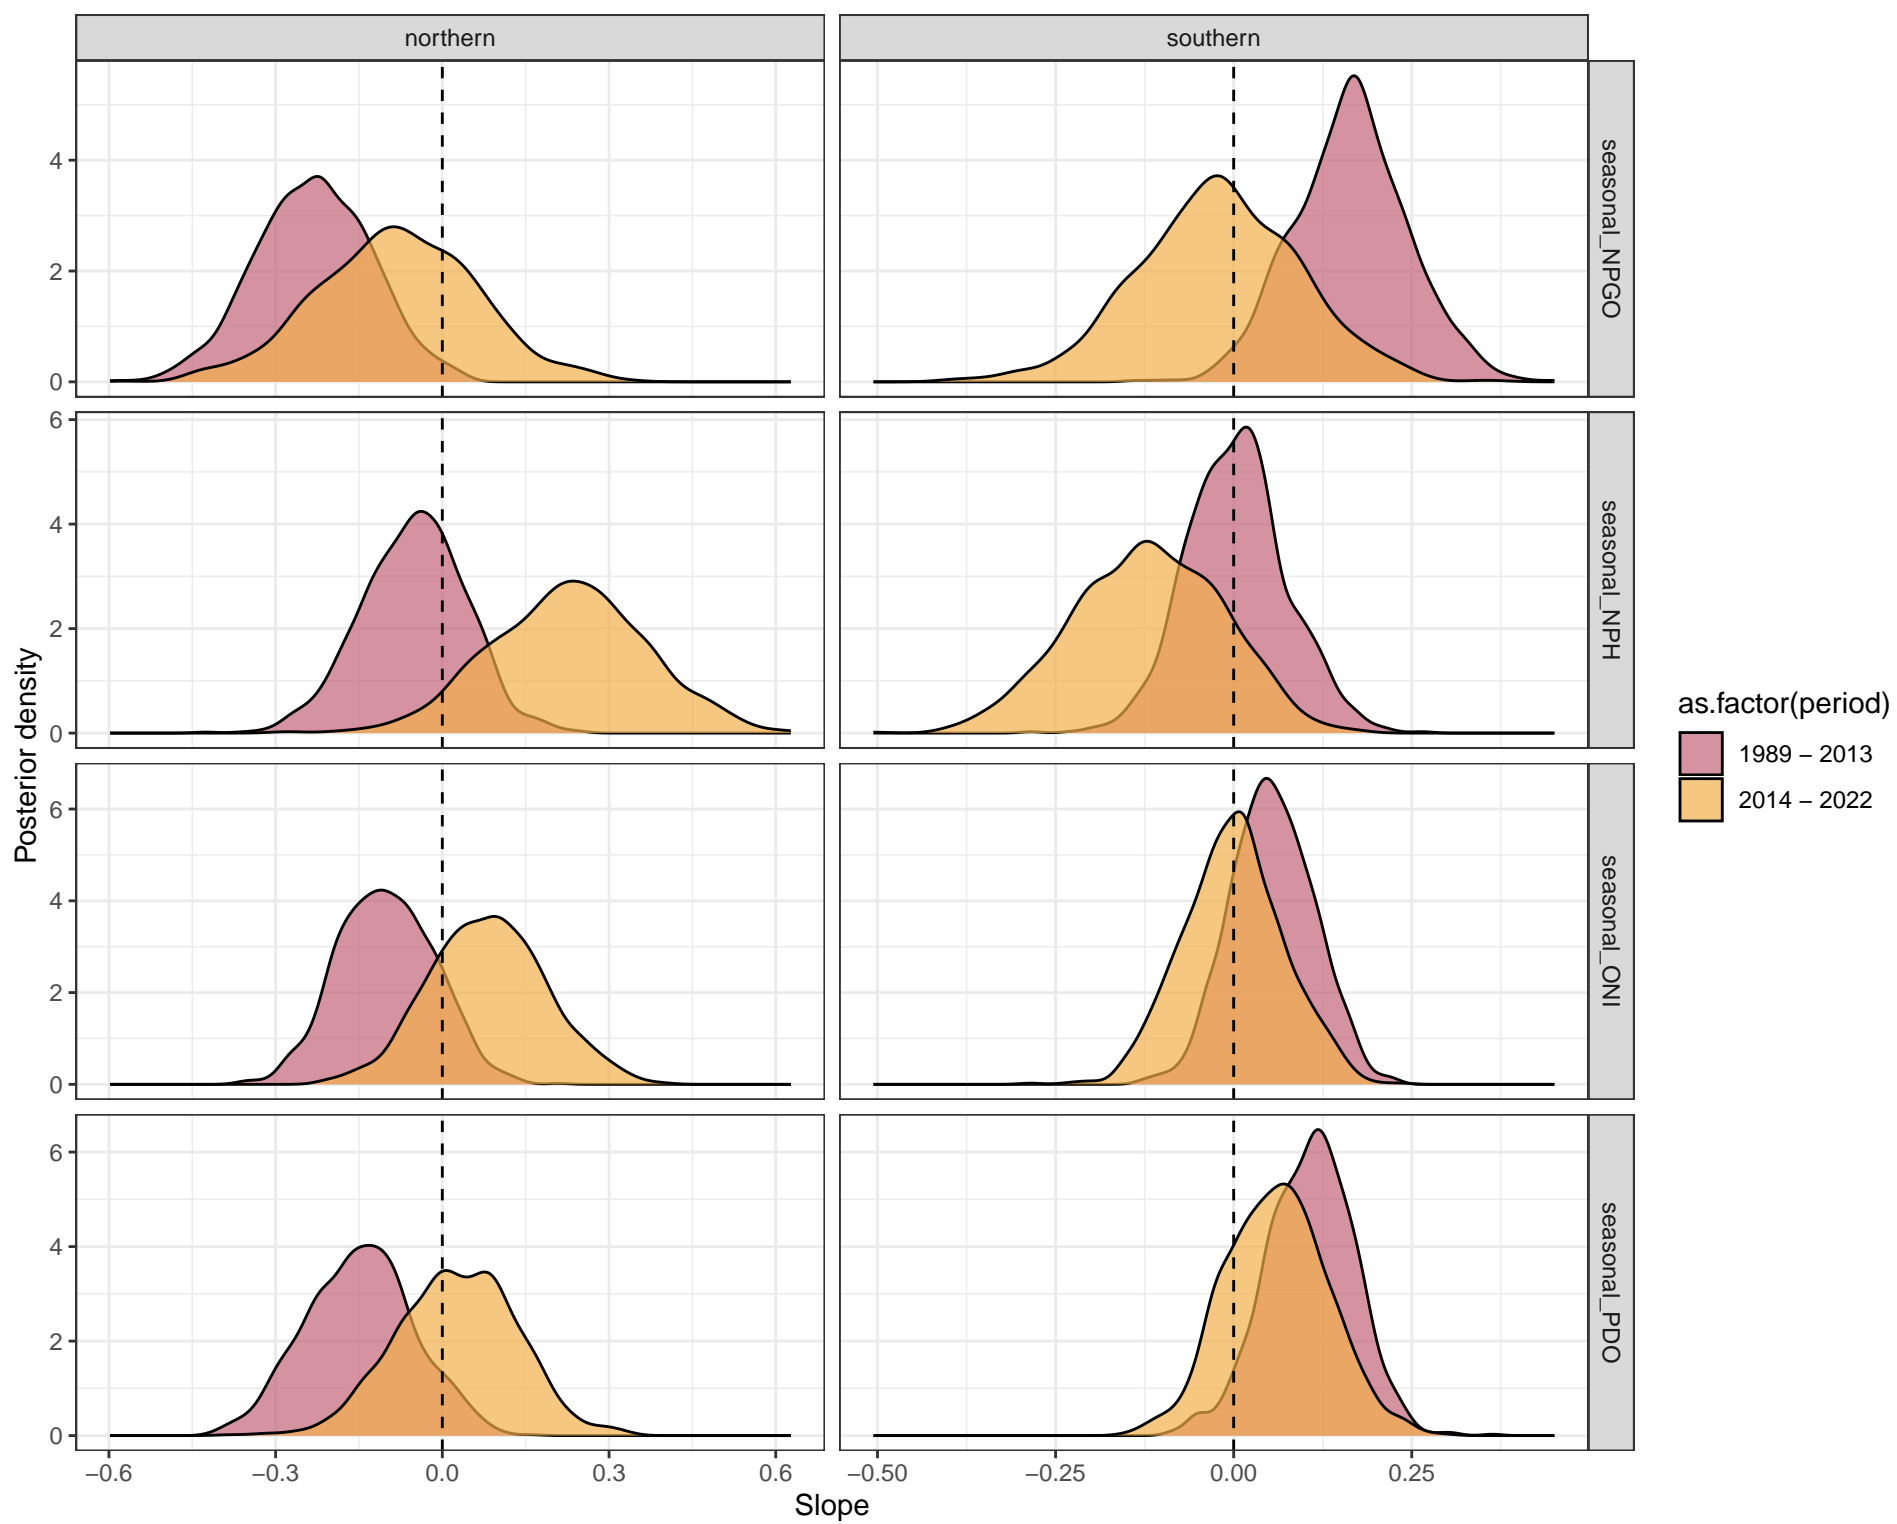 northern
southern
4
2
0
seasonal_NPGO
6
4
2
0
seasonal_NPH
6
4
2
0
seasonal_ONI
6
4
2
0
seasonal_PDO
−0.6
−0.3
0.0
0.3
0.6
−0.50
−0.25
0.00
0.25
Slope
Posterior density
as.factor(period)
1989 − 2013
2014 − 2022